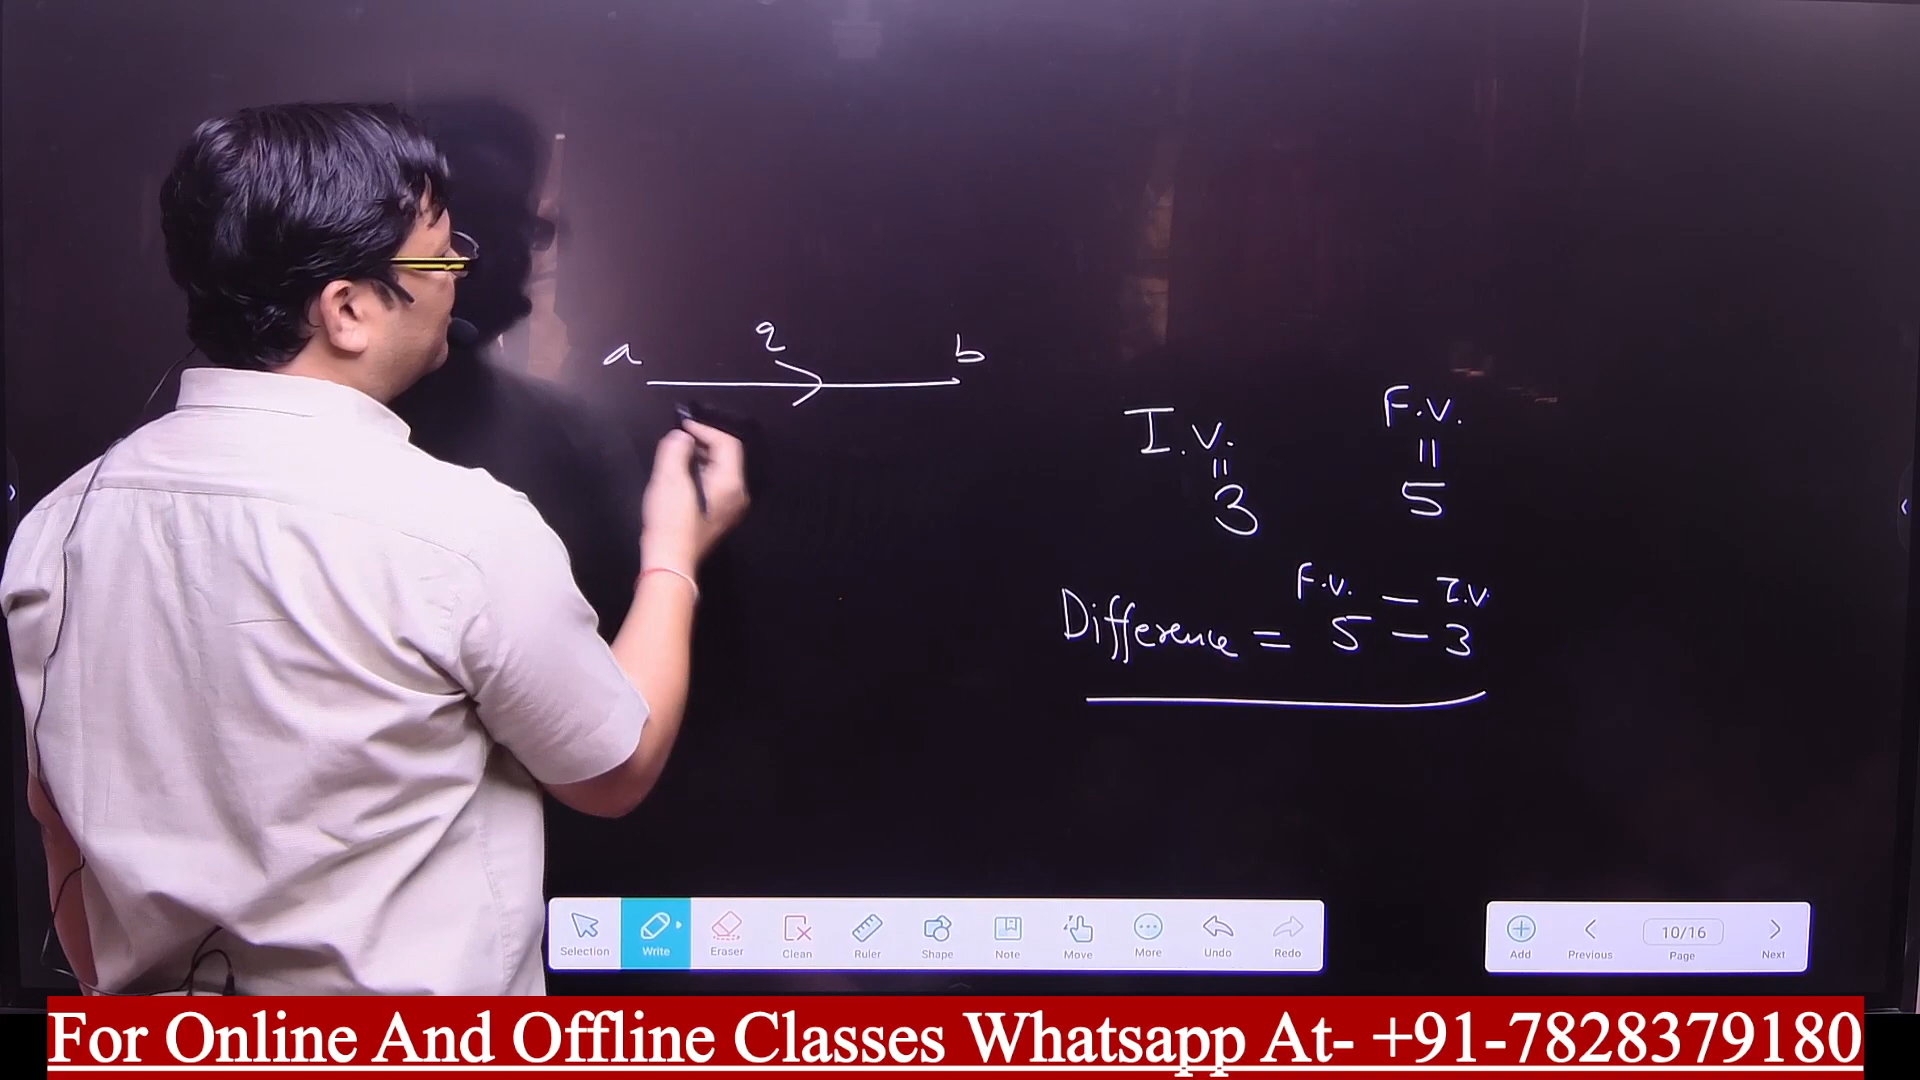 a q b
I.V. F.V.
= =
3 5
F.V. - I.V.
Difference = 5 - 3
Selection Write Eraser Clean Ruler Shape Note Move More Undo Redo
Add Previous 10/16 Page Next
For Online And Offline Classes Whatsapp At- +91-7828379180